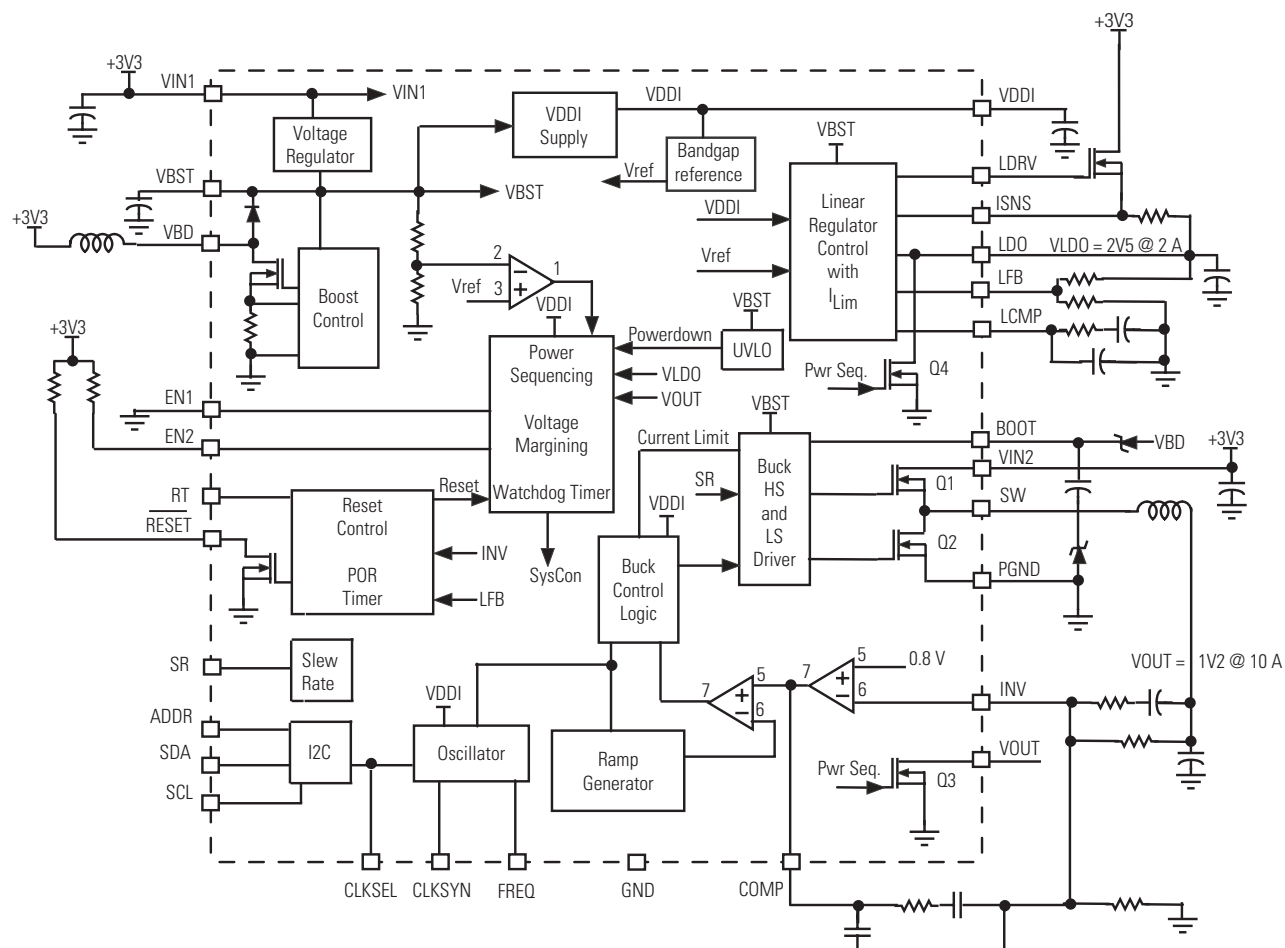 +3V3
+3V3
VIN1
VIN1
VDDI
VDDI
VDDI
Supply
Voltage
Regulator
VBST
Bandgap
reference
Vref
LDRV
VBST
VBST
Linear
Regulator
Control
with
ILim
VDDI
ISNS
+3V3
VBD
LDO
VLDO = 2V5 @ 2 A
2
1
Vref
3
Vref
LFB
Boost
Control
VDDI
VBST
LCMP
+3V3
Power
Sequencing
Voltage
Margining
Watchdog Timer
Powerdown
UVLO
VLDO
VOUT
Pwr Seq.
Q4
EN1
VBST
BOOT
VBD
+3V3
EN2
Current Limit
Buck
HS
and
LS
Driver
VIN2
RT
Reset
SR
Q1
SW
Reset
Control
POR
Timer
RESET
VDDI
Q2
INV
Buck
Control
Logic
SysCon
PGND
LFB
SR
Slew
Rate
5
0.8 V
VOUT = 1V2 @ 10 A
7
5
7
6
INV
6
ADDR
VDDI
I2C
Oscillator
Ramp
Generator
SDA
VOUT
Pwr Seq.
Q3
SCL
CLKSEL
CLKSYN
FREQ
GND
COMP